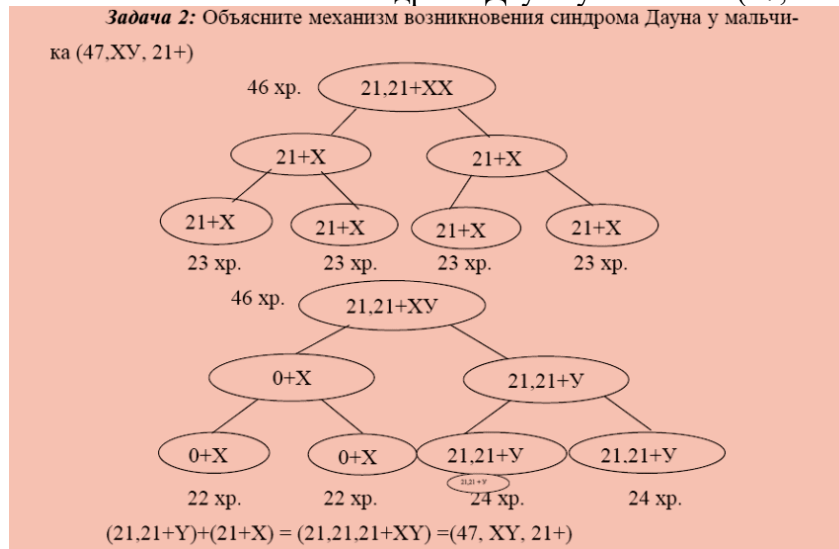 Задача 2: Объясните механизм возникновения синдрома Дауна у мальчи-
ка (47,ХУ, 21+)
46 хр.
21,21+ХХ
21+Х
21+Х
21+Х
21+Х
21+Х
21+Х
23 хр.
23 хр.
23 хр.
23 хр.
46 хр.
21,21+ХУ
0+Х
21,21+У
0+Х
0+Х
21,21+У
21,21+У
21,21 + У
22 хр.
22 хр.
24 хр.
24 хр.
(21,21+Y)+(21+X) = (21,21,21+XY) =(47, XY, 21+)